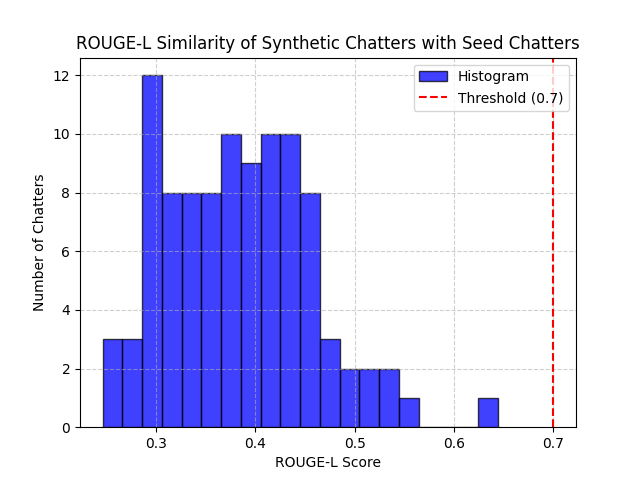 ROUGE-L Similarity of Synthetic Chatters with Seed Chatters
Histogram
Threshold (0.7)
Number of Chatters
12
10
8
6
4
2
0
0.3 0.4 0.5 0.6 0.7
ROUGE-L Score